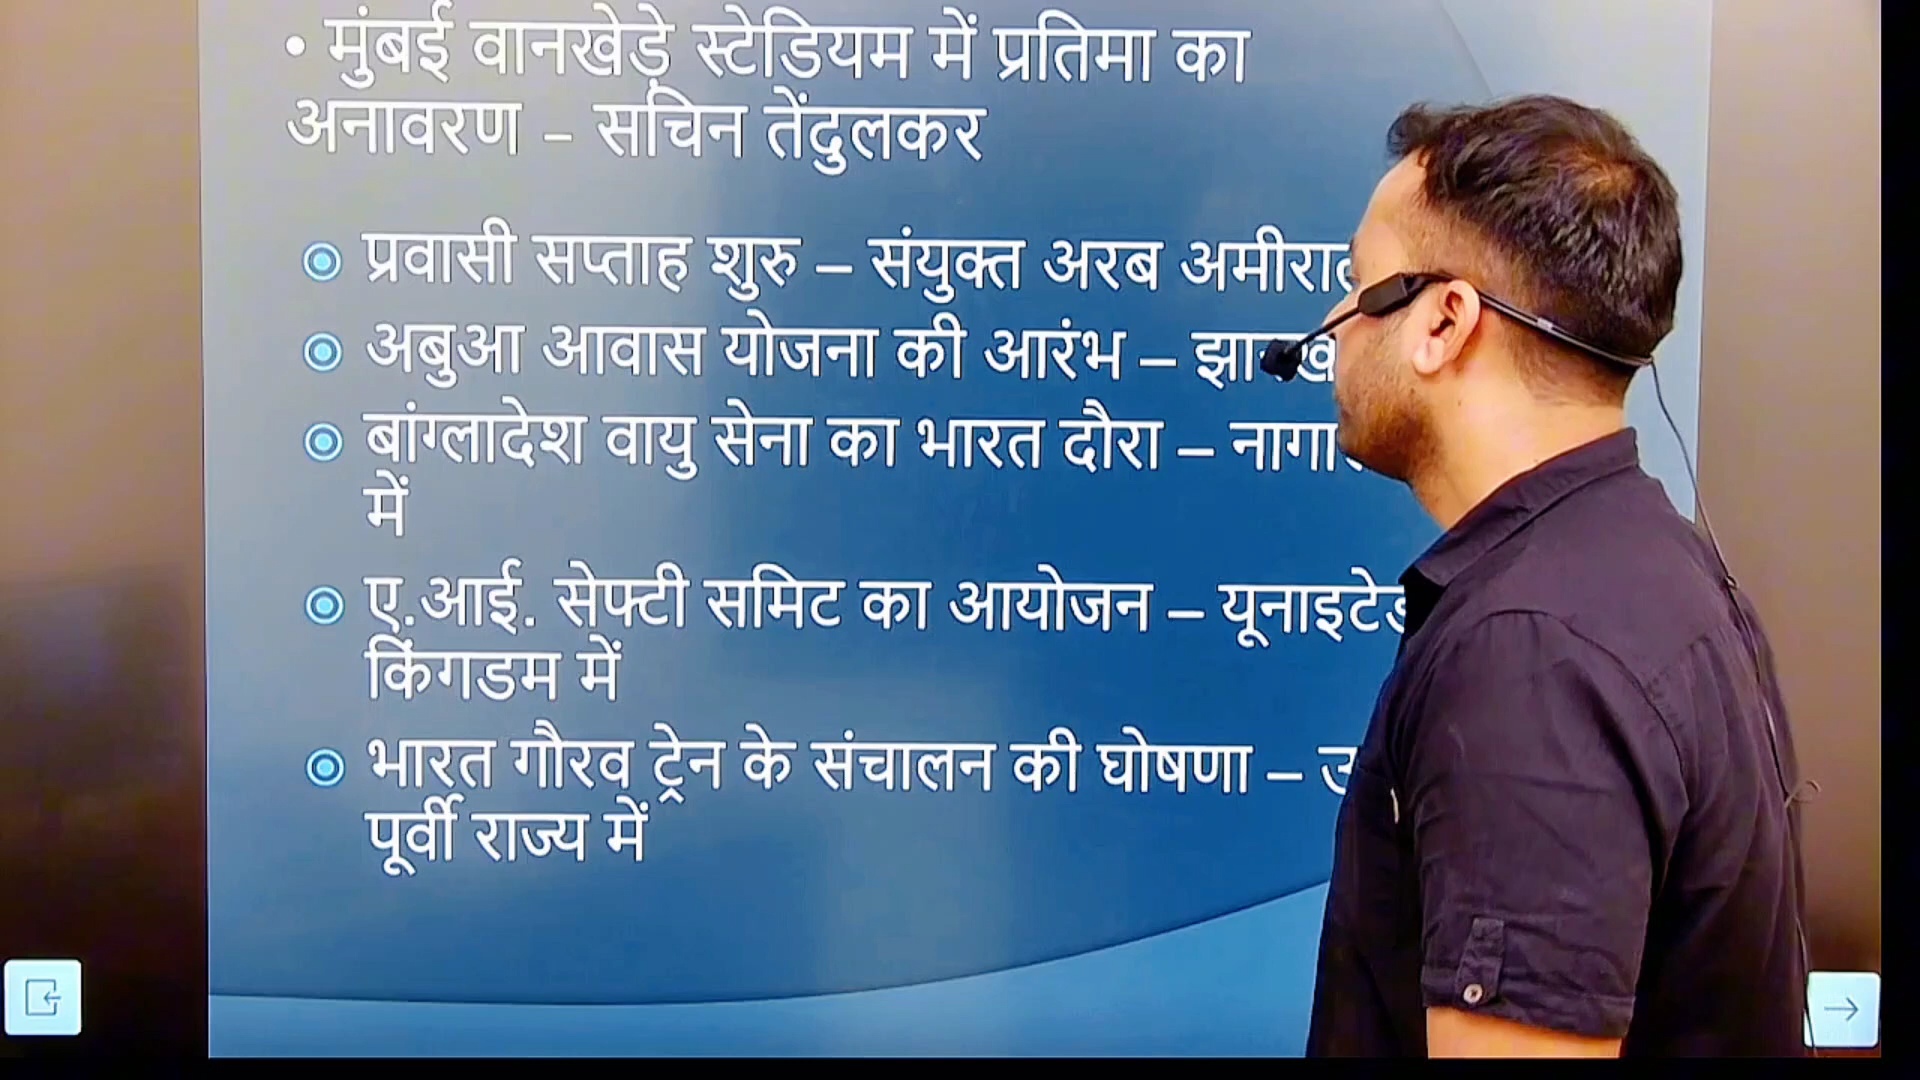 • मुंबई वानखेड़े स्टेडियम में प्रतिमा का
अनावरण – सचिन तेंदुलकर
प्रवासी सप्ताह शुरु – संयुक्त अरब
अबुआ आवास योजना की आरंभ –
बांग्लादेश वायु सेना का भारत दौरा –
में
ए.आई. सेफ्टी समिट का आयोजन –
किंगडम में
भारत गौरव ट्रेन के संचालन की घोषणा –
पूर्वी राज्य में